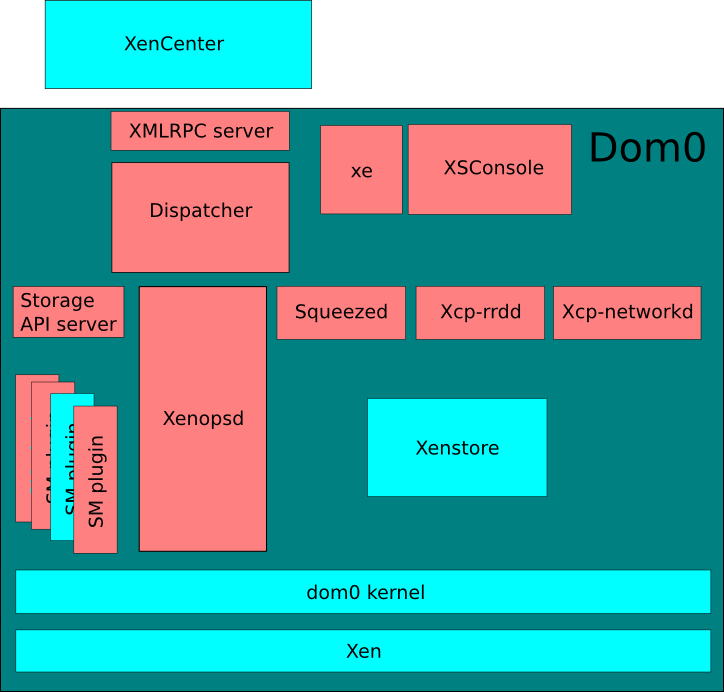 XenCenter
XMLRPC server
xe
XSConsole
Dom0
Dispatcher
Storage
API server
Squeezed
Xcp-rrdd
Xcp-networkd
Xenopsd
Xenstore
SM plugin
SM plugin
SM plugin
dom0 kernel
Xen